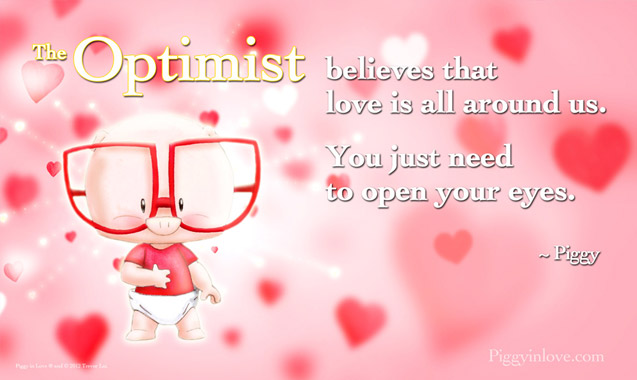 The Optimist believes that
love is all around us.
You just need
to open your eyes.
~ Piggy
Piggy in Love ® and © 2012 Trevco Inc.
Piggyinlove.com